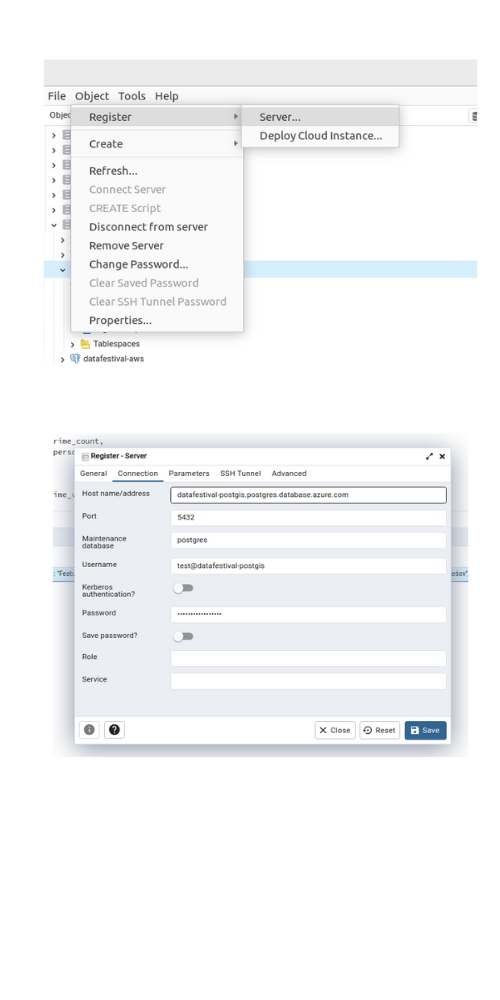 File Object Tools Help
Objec
Register
Server...
Deploy Cloud Instance...
Create
Refresh...
Connect Server
CREATE Script
Disconnect from server
Remove Server
Change Password...
Clear Saved Password
Clear SSH Tunnel Password
Properties...
Tablespaces
datafestival-aws
rime_count,
pers
Register - Server
General Connection Parameters SSH Tunnel Advanced
ime_v
Host name/address datafestival-postgis.postgres.database.azure.com
Port 5432
Maintenance
database
postgres
Username test@datafestival-postgis
: "Featu
Kerberos
authentication?
Password ••••••••••••••••
Save password?
Role
Service
Close Reset Save